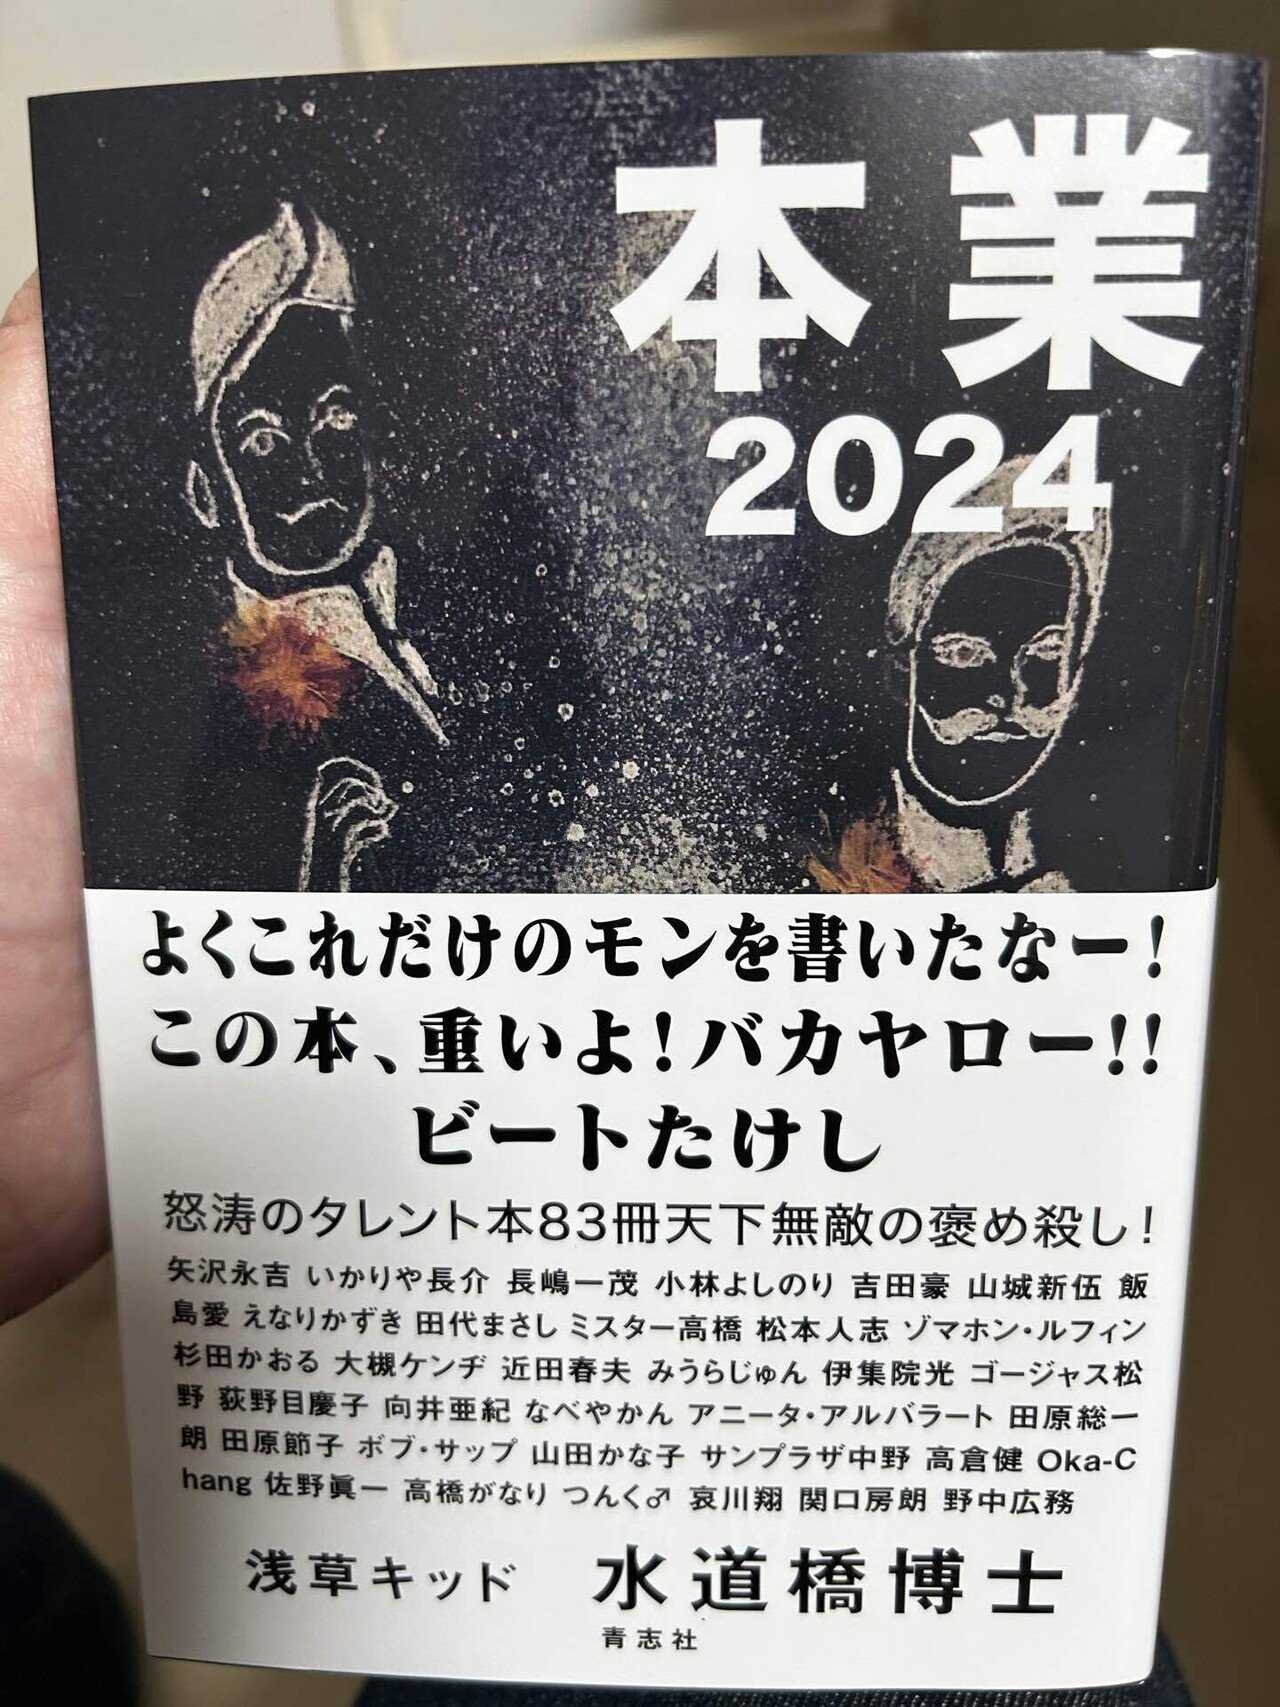 本業
2024
よくこれだけのモンを書いたなー！
この本、重いよ！バカヤロー！！
ビートたけし
怒涛のタレント本83冊天下無敵の褒め殺し！
矢沢永吉 いかりや長介 長嶋一茂 小林よしのり 吉田豪 山城新伍 飯
島愛 えなりかずき 田代まさし ミスター高橋 松本人志 ゾマホン・ルフィン
杉田かおる 大槻ケンヂ 近田春夫 みうらじゅん 伊集院光 ゴージャス松
野 荻野目慶子 向井亜紀 なべやかん アニータ・アルバラート 田原総一
朗 田原節子 ボブ・サップ 山田かな子 サンプラザ中野 高倉健 Oka-C
hang 佐野眞一 高橋がなり つんく♂ 哀川翔 関口房朗 野中広務
浅草キッド 水道橋博士
青志社